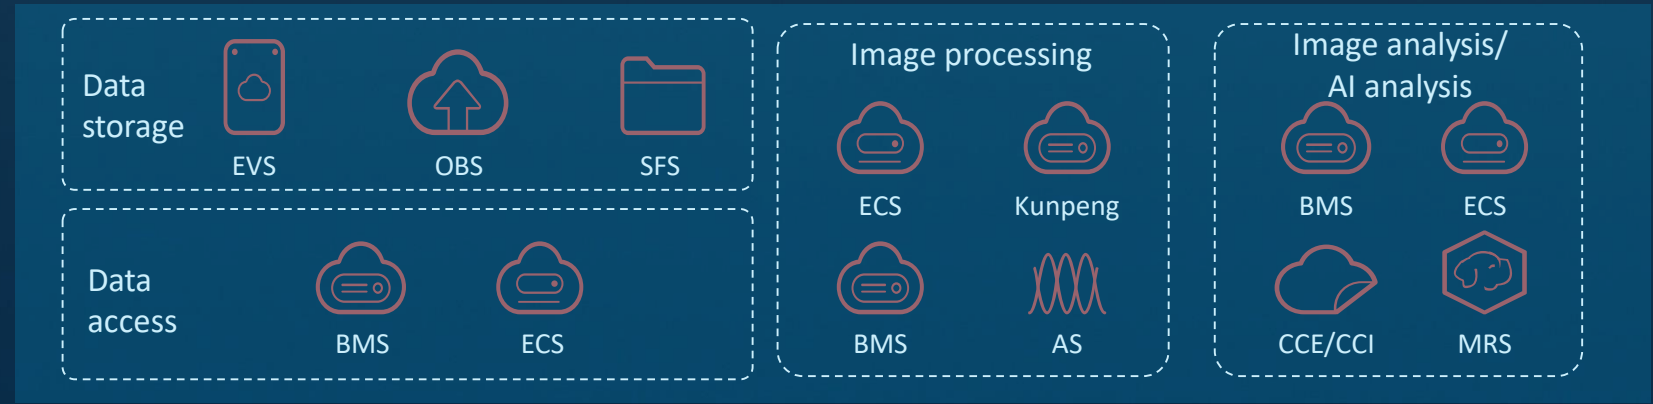 Data
storage
EVS
OBS
SFS
Data
access
BMS
ECS
Image processing
ECS
Kunpeng
BMS
AS
Image analysis/
AI analysis
BMS
ECS
CCE/CCI
MRS